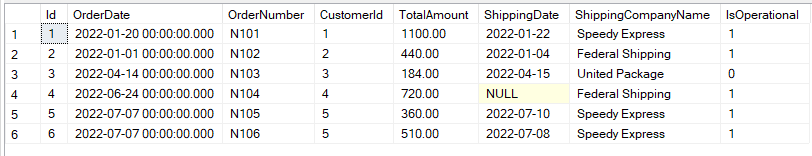 Id OrderDate OrderNumber CustomerId TotalAmount ShippingDate ShippingCompanyName IsOperational
1 1 2022-01-20 00:00:00.000 N101 1 1100.00 2022-01-22 Speedy Express 1
2 2 2022-01-01 00:00:00.000 N102 2 440.00 2022-01-04 Federal Shipping 1
3 3 2022-04-14 00:00:00.000 N103 3 184.00 2022-04-15 United Package 0
4 4 2022-06-24 00:00:00.000 N104 4 720.00 NULL Federal Shipping 1
5 5 2022-07-07 00:00:00.000 N105 5 360.00 2022-07-10 Speedy Express 1
6 6 2022-07-07 00:00:00.000 N106 5 510.00 2022-07-08 Speedy Express 1